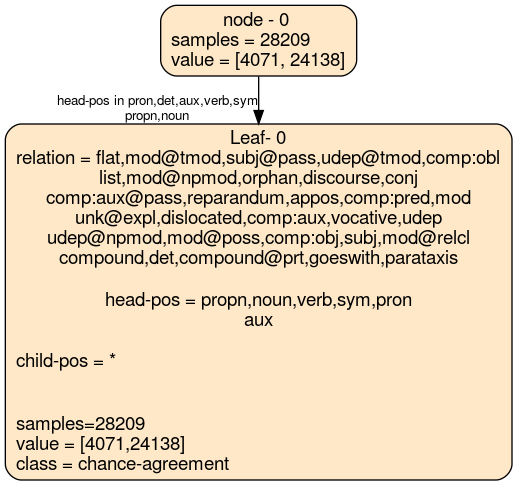 node - 0
samples = 28209
value = [4071, 24138]
head-pos in pron,det,aux,verb,sym
propn,noun
Leaf- 0
relation = flat,mod@tmod,subj@pass,udep@tmod,comp:obl
list,mod@npmod,orphan,discourse,conj
comp:aux@pass,reparandum,appos,comp:pred,mod
unk@expl,dislocated,comp:aux,vocative,udep
udep@npmod,mod@poss,comp:obj,subj,mod@relcl
compound,det,compound@prt,goeswith,parataxis
head-pos = propn,noun,verb,sym,pron
aux
child-pos = *
samples=28209
value = [4071,24138]
class = chance-agreement